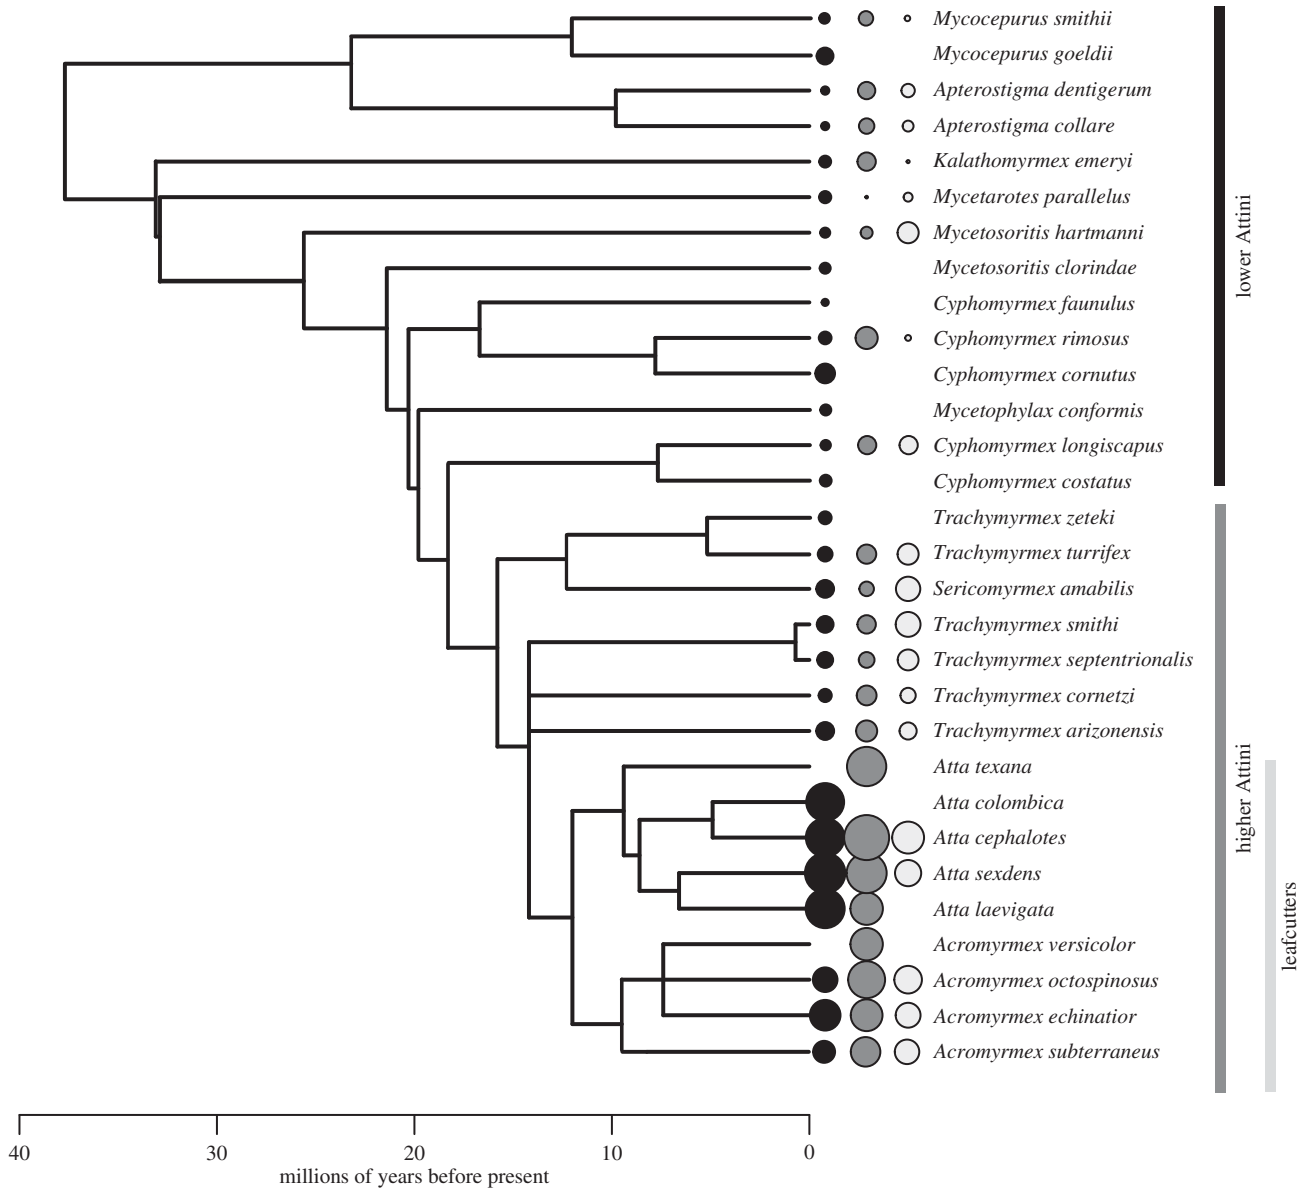 Mycocepurus smithii
Mycocepurus goeldii
Apterostigma dentigerum
Apterostigma collare
Kalathomyrmex emeryi
Mycetarotes parallelus
Mycetosoritis hartmanni
Mycetosoritis clorindae
Cyphomyrmex faunulus
Cyphomyrmex rimosus
Cyphomyrmex cornutus
Mycetophylax conformis
Cyphomyrmex longiscapus
Cyphomyrmex costatus
lower Attini
Trachymyrmex zeteki
Trachymyrmex turrifex
Sericomyrmex amabilis
Trachymyrmex smithi
Trachymyrmex septentrionalis
Trachymyrmex cornetzi
Trachymyrmex arizonensis
Atta texana
Atta colombica
Atta cephalotes
Atta sexdens
Atta laevigata
Acromyrmex versicolor
Acromyrmex octospinosus
Acromyrmex echinatior
Acromyrmex subterraneus
higher Attini
leafcutters
40 30 20 10 0
millions of years before present